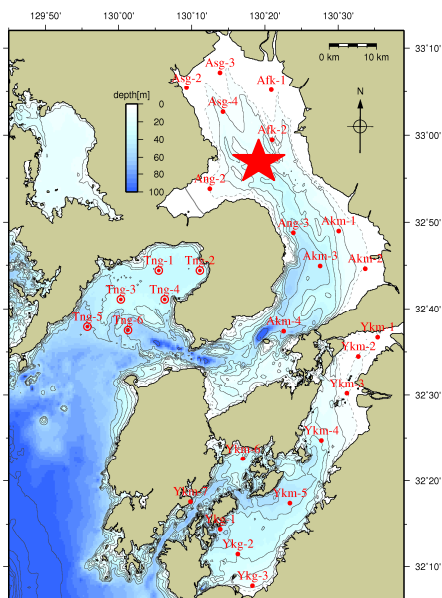 129°50' 130°00' 130°10' 130°20' 130°30'
33°10'
33°00'
32°50'
32°40'
32°30'
32°20'
32°10'
0 km 10 km
N
depth[m]
0
20
40
60
80
100
Asg-3
Asg-2
Afk-1
Asg-4
Afk-2
Ang-2
Ang-3
Akm-1
Akm-3
Akm-2
Tng-1
Tng-2
Tng-3
Tng-4
Tng-5
Tng-6
Akm-4
Ykm-1
Ykm-2
Ykm-3
Ykm-4
Ykm-6
Ykm-7
Ykm-5
Ykg-1
Ykg-2
Ykg-3